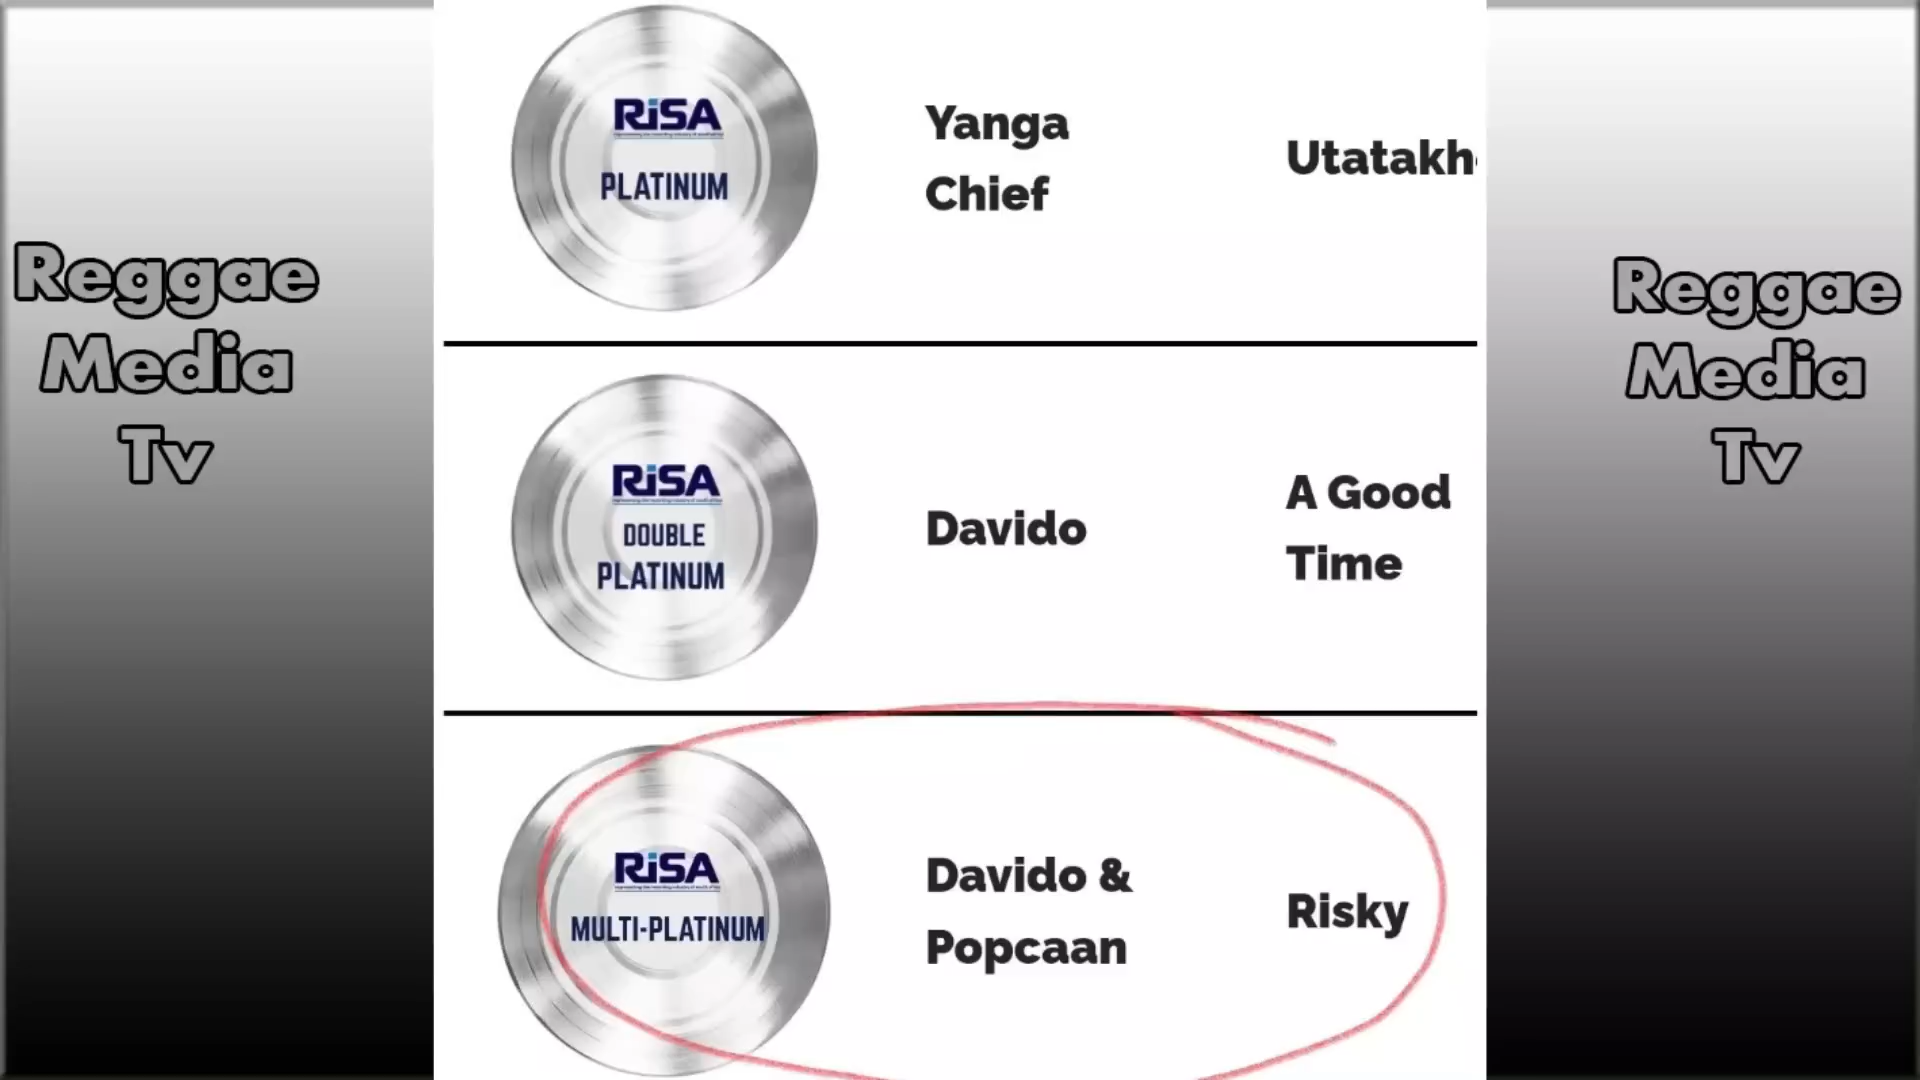 Reggae
Media
Tv
RiSA
PLATINUM
Yanga
Chief
RiSA
DOUBLE
PLATINUM
Davido
A Good
Time
RiSA
MULTI-PLATINUM
Davido &
Popcaan
Risky
Reggae
Media
Tv